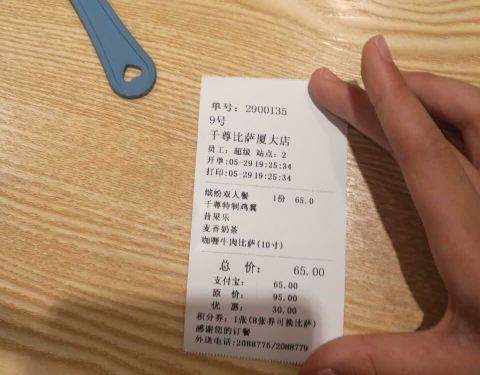 单号：2900135
9号
千尊比萨厦大店
员工：超级 站点：2
开单：05-29 19:25:34
打印：05-29 19:25:34
缤纷双人餐 1份 65.0
千尊特制鸡翼
昔果乐
麦香奶茶
咖喱牛肉比萨(10寸)
总 价： 65.00
支付宝： 65.00
原 价： 95.00
优 惠： 30.00
积分券：1张(8张券可换比萨)
感谢您的订餐
外送电话:2088776/2088779